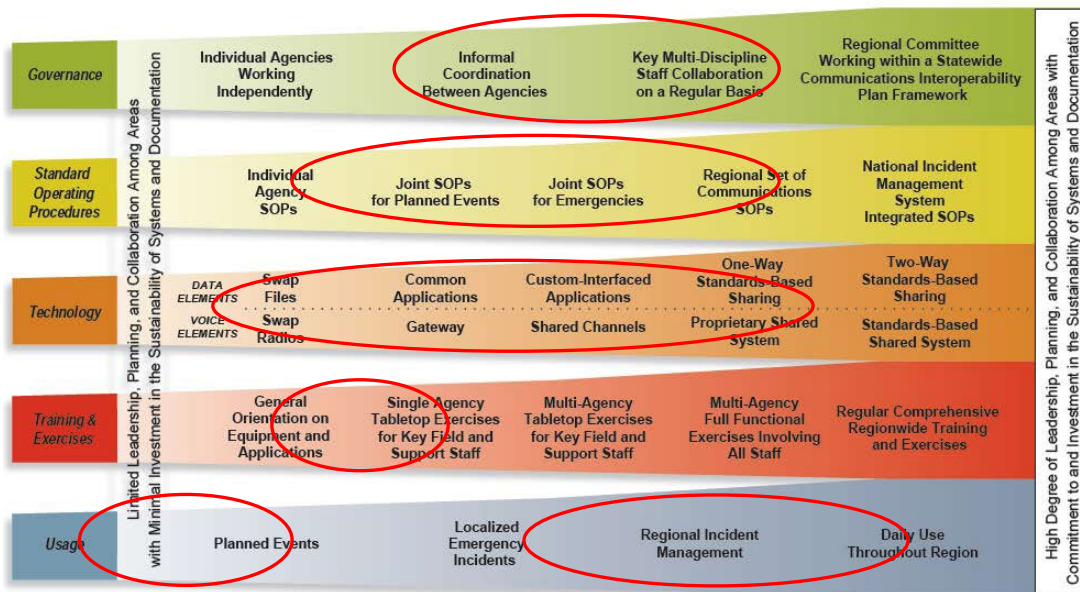 Governance
Individual Agencies
Working
Independently
Informal
Coordination
Between Agencies
Key Multi-Discipline
Staff Collaboration
on a Regular Basis
Regional Committee
Working within a Statewide
Communications Interoperability
Plan Framework
Standard
Operating
Procedures
Individual
Agency
SOPs
Joint SOPs
for Planned Events
Joint SOPs
for Emergencies
Regional Set of
Communications
SOPs
National Incident
Management
System
Integrated SOPs
Technology
DATA
ELEMENTS
Swap
Files
Common
Applications
Custom-Interfaced
Applications
One-Way
Standards-Based
Sharing
Two-Way
Standards-Based
Sharing
VOICE
ELEMENTS
Swap
Radios
Gateway
Shared Channels
Proprietary Shared
System
Standards-Based
Shared System
Training &
Exercises
General
Orientation on
Equipment and
Applications
Single Agency
Tabletop Exercises
for Key Field and
Support Staff
Multi-Agency
Tabletop Exercises
for Key Field and
Support Staff
Multi-Agency
Full Functional
Exercises Involving
All Staff
Regular Comprehensive
Regionwide Training
and Exercises
Usage
Planned Events
Localized
Emergency
Incidents
Regional Incident
Management
Daily Use
Throughout Region
Limited Leadership, Planning, and Collaboration Among Areas
with Minimal Investment in the Sustainability of Systems and Documentation
High Degree of Leadership, Planning, and Collaboration Among Areas with
Commitment to and Investment in the Sustainability of Systems and Documentation